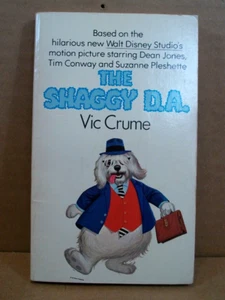 Based on the
hilarious new Walt Disney Studio's
motion picture starring Dean Jones,
Tim Conway and Suzanne Pleshette
THE
SHAGGY D.A.
Vic Crume